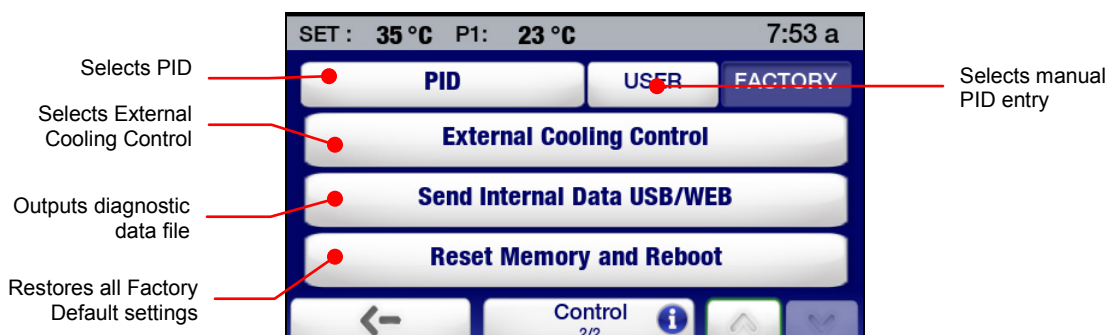 SET : 35 °C P1: 23 °C 7:53 a
Selects PID
PID USER FACTORY
Selects manual
PID entry
Selects External
Cooling Control
External Cooling Control
Outputs diagnostic
data file
Send Internal Data USB/WEB
Restores all Factory
Default settings
Reset Memory and Reboot
Control